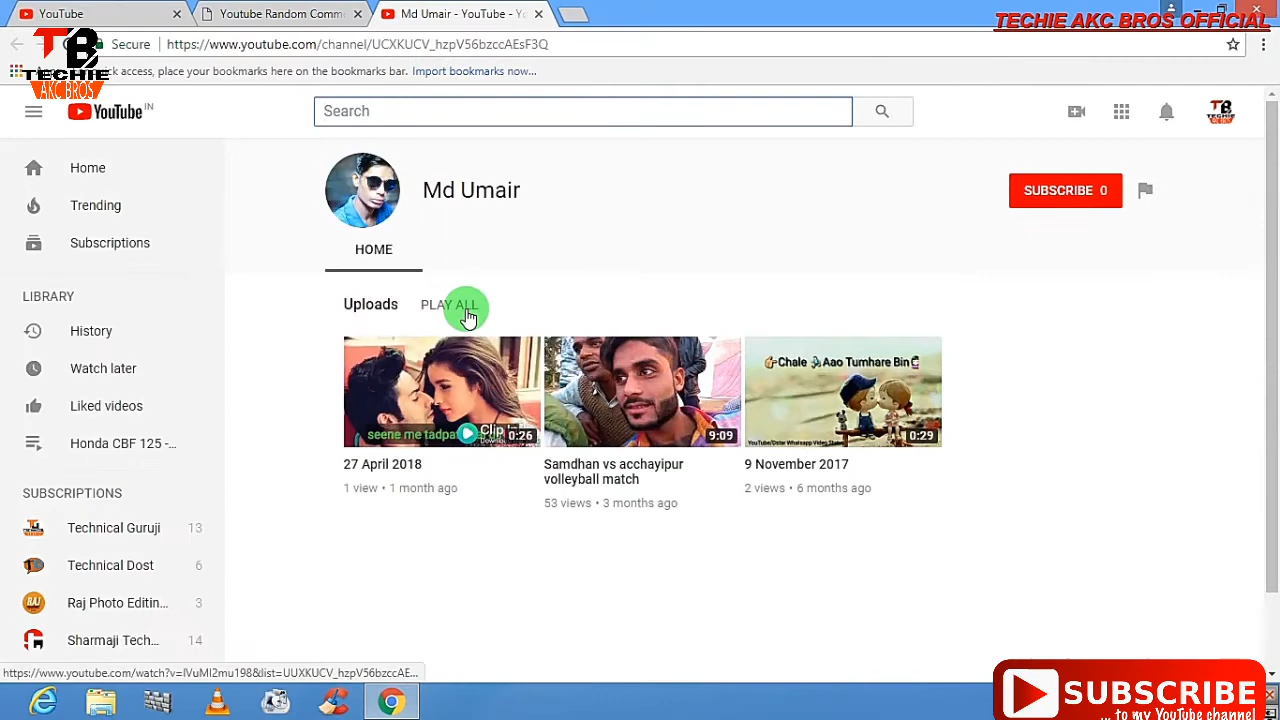 YouTube
Youtube Random Comm
Md Umair - YouTube - Yo
TECHIE AKC BROS OFFICIAL
Secure
https://www.youtube.com/channel/UCXKUCV_hzpV56bzccAEsF3Q
TB
TECHIE
AKC BROS
ck access, place your bookmarks here on the bookmarks bar. Import bookmarks now...
YouTube IN
Search
TB
TECHIE
Home
Trending
Subscriptions
LIBRARY
History
Watch later
Liked videos
Honda CBF 125 -...
SUBSCRIPTIONS
Technical Guruji 13
Technical Dost 6
Raj Photo Editin... 3
Sharmaji Tech... 14
Md Umair
SUBSCRIBE 0
HOME
Uploads PLAY ALL
seene me tadpa
Clip
0:26
9:09
Chale Aao Tumhare Bin
0:29
27 April 2018
1 view • 1 month ago
Samdhan vs acchayipur
volleyball match
53 views • 3 months ago
9 November 2017
2 views • 6 months ago
https://www.youtube.com/watch?v=lVuMI2mu198&list=UUXKUCV_hzpV56bzccAE...
SUBSCRIBE
... to my YouTube channel